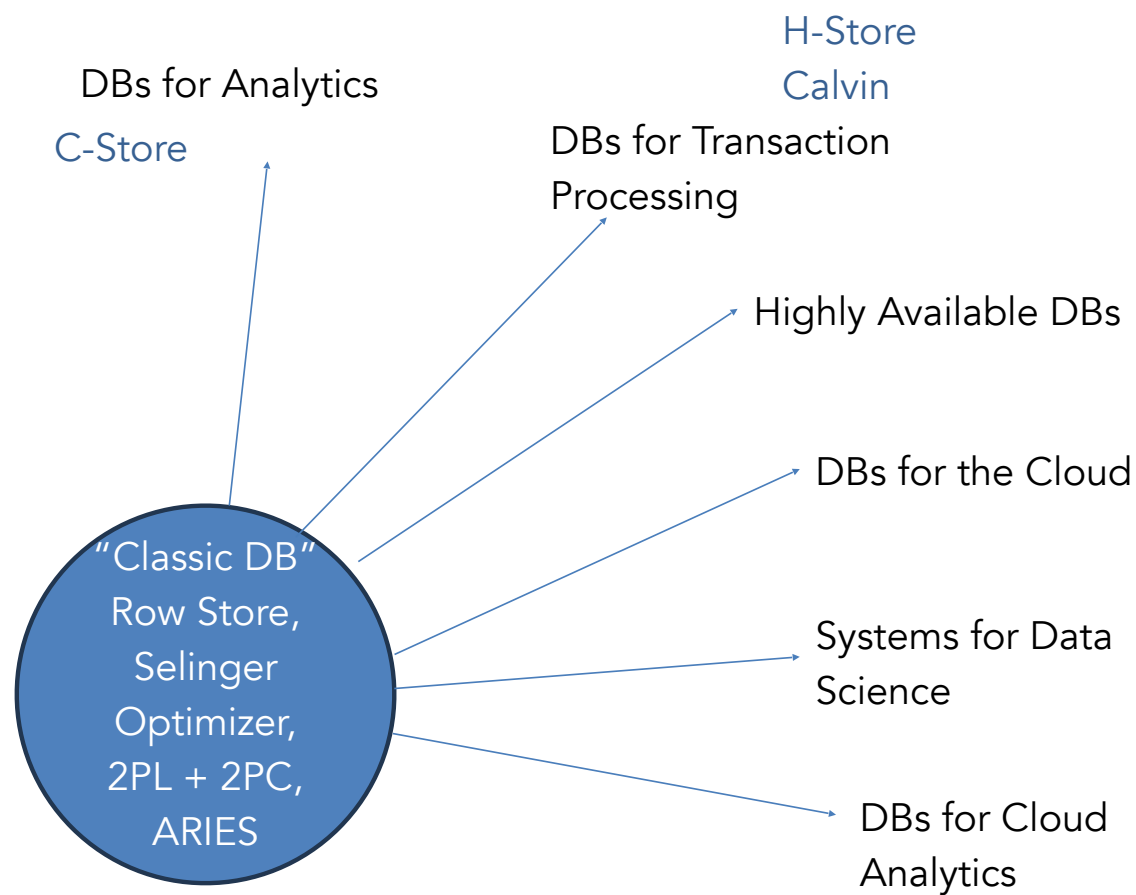 H-Store
Calvin
DBs for Analytics
C-Store
DBs for Transaction
Processing
Highly Available DBs
DBs for the Cloud
"Classic DB"
Row Store,
Selinger
Optimizer,
2PL + 2PC,
ARIES
Systems for Data
Science
DBs for Cloud
Analytics